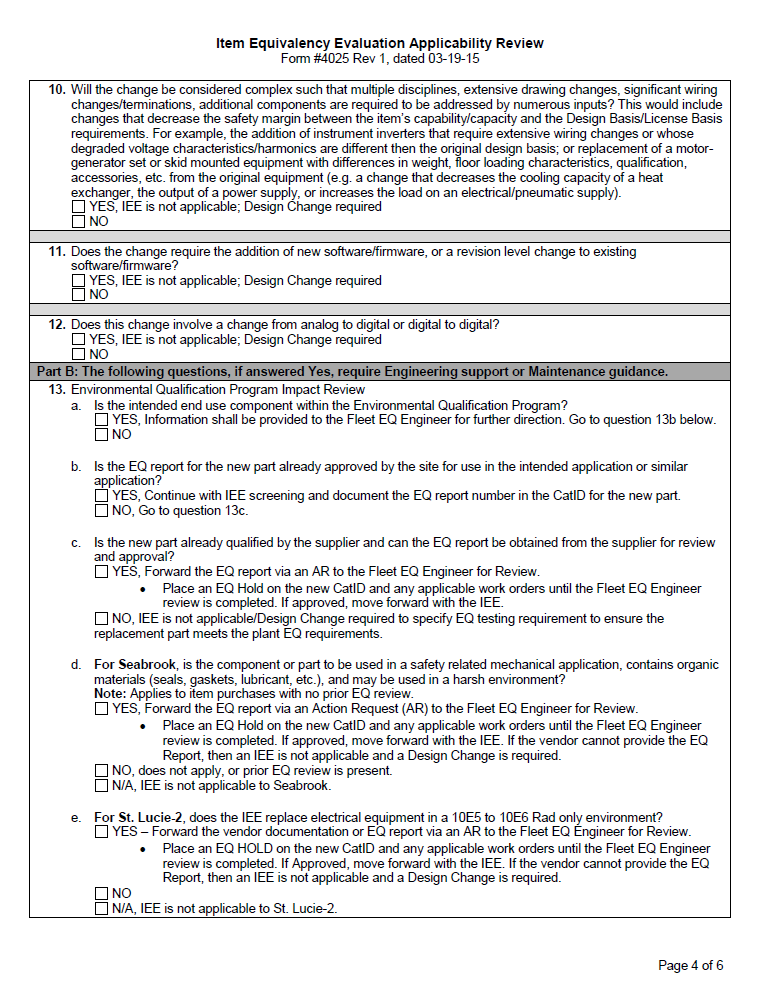 Item Equivalency Evaluation Applicability Review
Form #4025 Rev 1, dated 03-19-15
10. Will the change be considered complex such that multiple disciplines, extensive drawing changes, significant wiring
changes/terminations, additional components are required to be addressed by numerous inputs? This would include
changes that decrease the safety margin between the item's capability/capacity and the Design Basis/License Basis
requirements. For example, the addition of instrument inverters that require extensive wiring changes or whose
degraded voltage characteristics/harmonics are different then the original design basis; or replacement of a motor-
generator set or skid mounted equipment with differences in weight, floor loading characteristics, qualification,
accessories, etc. from the original equipment (e.g. a change that decreases the cooling capacity of a heat
exchanger, the output of a power supply, or increases the load on an electrical/pneumatic supply).
☐ YES, IEE is not applicable; Design Change required
☐ NO
11. Does the change require the addition of new software/firmware, or a revision level change to existing
software/firmware?
☐ YES, IEE is not applicable; Design Change required
☐ NO
12. Does this change involve a change from analog to digital or digital to digital?
☐ YES, IEE is not applicable; Design Change required
☐ NO
Part B: The following questions, if answered Yes, require Engineering support or Maintenance guidance.
13. Environmental Qualification Program Impact Review
a. Is the intended end use component within the Environmental Qualification Program?
☐ YES, Information shall be provided to the Fleet EQ Engineer for further direction. Go to question 13b below.
☐ NO
b. Is the EQ report for the new part already approved by the site for use in the intended application or similar
application?
☐ YES, Continue with IEE screening and document the EQ report number in the CatID for the new part.
☐ NO, Go to question 13c.
c. Is the new part already qualified by the supplier and can the EQ report be obtained from the supplier for review
and approval?
☐ YES, Forward the EQ report via an AR to the Fleet EQ Engineer for Review.
• Place an EQ Hold on the new CatID and any applicable work orders until the Fleet EQ Engineer
review is completed. If approved, move forward with the IEE.
☐ NO, IEE is not applicable/Design Change required to specify EQ testing requirement to ensure the
replacement part meets the plant EQ requirements.
d. For Seabrook, is the component or part to be used in a safety related mechanical application, contains organic
materials (seals, gaskets, lubricant, etc.), and may be used in a harsh environment?
Note: Applies to item purchases with no prior EQ review.
☐ YES, Forward the EQ report via an Action Request (AR) to the Fleet EQ Engineer for Review.
• Place an EQ Hold on the new CatID and any applicable work orders until the Fleet EQ Engineer
review is completed. If approved, move forward with the IEE. If the vendor cannot provide the EQ
Report, then an IEE is not applicable and a Design Change is required.
☐ NO, does not apply, or prior EQ review is present.
☐ N/A, IEE is not applicable to Seabrook.
e. For St. Lucie-2, does the IEE replace electrical equipment in a 10E5 to 10E6 Rad only environment?
☐ YES – Forward the vendor documentation or EQ report via an AR to the Fleet EQ Engineer for Review.
• Place an EQ HOLD on the new CatID and any applicable work orders until the Fleet EQ Engineer
review is completed. If Approved, move forward with the IEE. If the vendor cannot provide the EQ
Report, then an IEE is not applicable and a Design Change is required.
☐ NO
☐ N/A, IEE is not applicable to St. Lucie-2.
Page 4 of 6